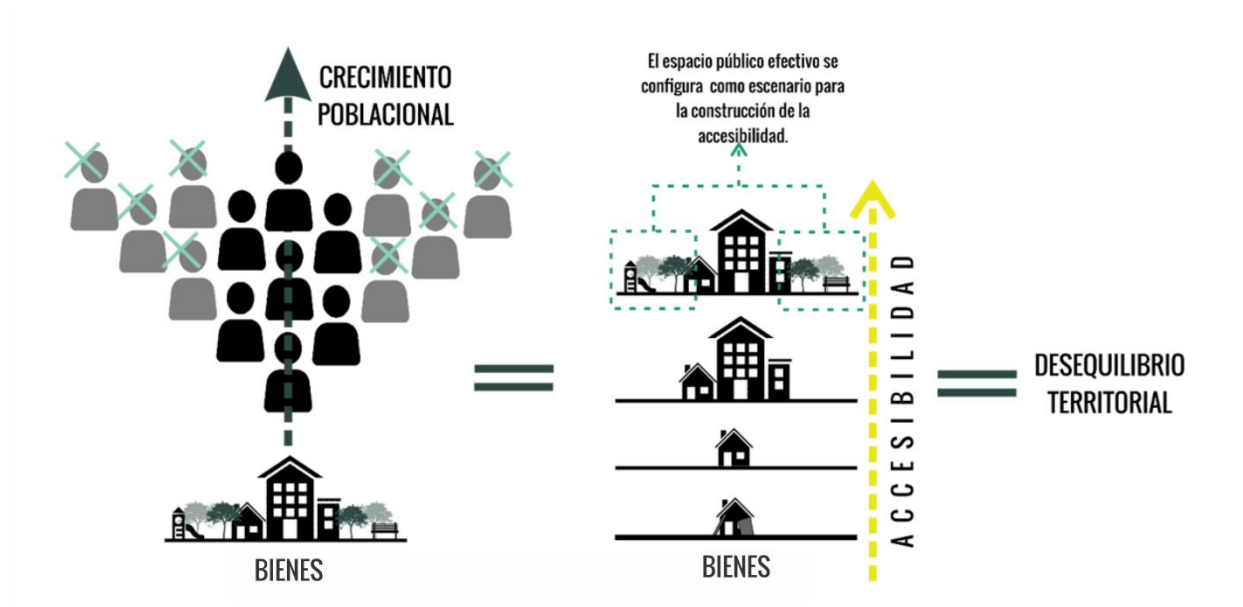 CRECIMIENTO
POBLACIONAL
BIENES
El espacio público efectivo se
configura como escenario para
la construcción de la
accesibilidad.
BIENES
ACCESIBILIDAD
DESEQUILIBRIO
TERRITORIAL